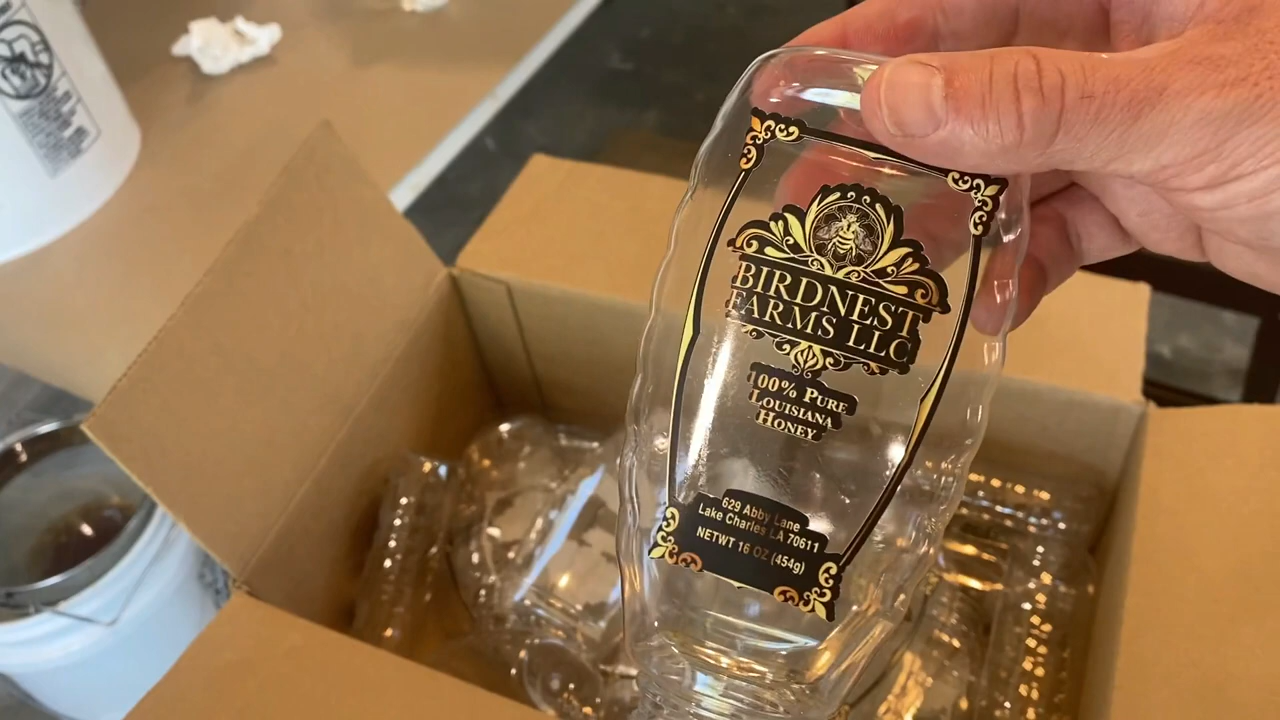 BIRDNEST
FARMS LLC
100% PURE
LOUISIANA
HONEY
629 Abby Lane
Lake Charles LA 70611
NETWT 16 OZ (454g)